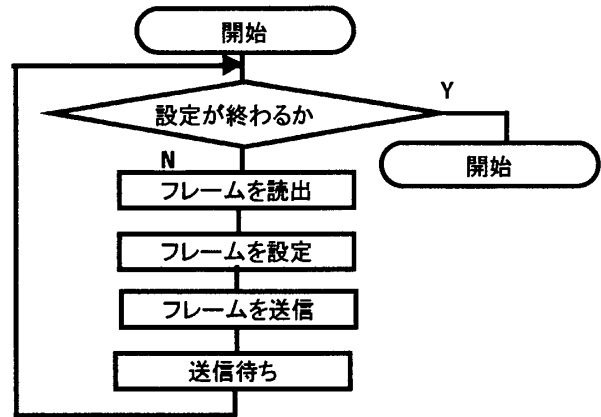 開始
設定が終わるか
Y
開始
N
フレームを読出
フレームを設定
フレームを送信
送信待ち